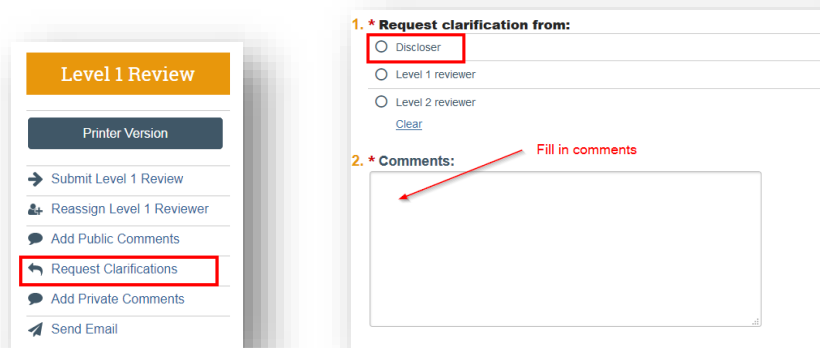 Level 1 Review
Printer Version
Submit Level 1 Review
Reassign Level 1 Reviewer
Add Public Comments
Request Clarifications
Add Private Comments
Send Email
1. * Request clarification from:
Discloser
Level 1 reviewer
Level 2 reviewer
Clear
2. * Comments:
Fill in comments